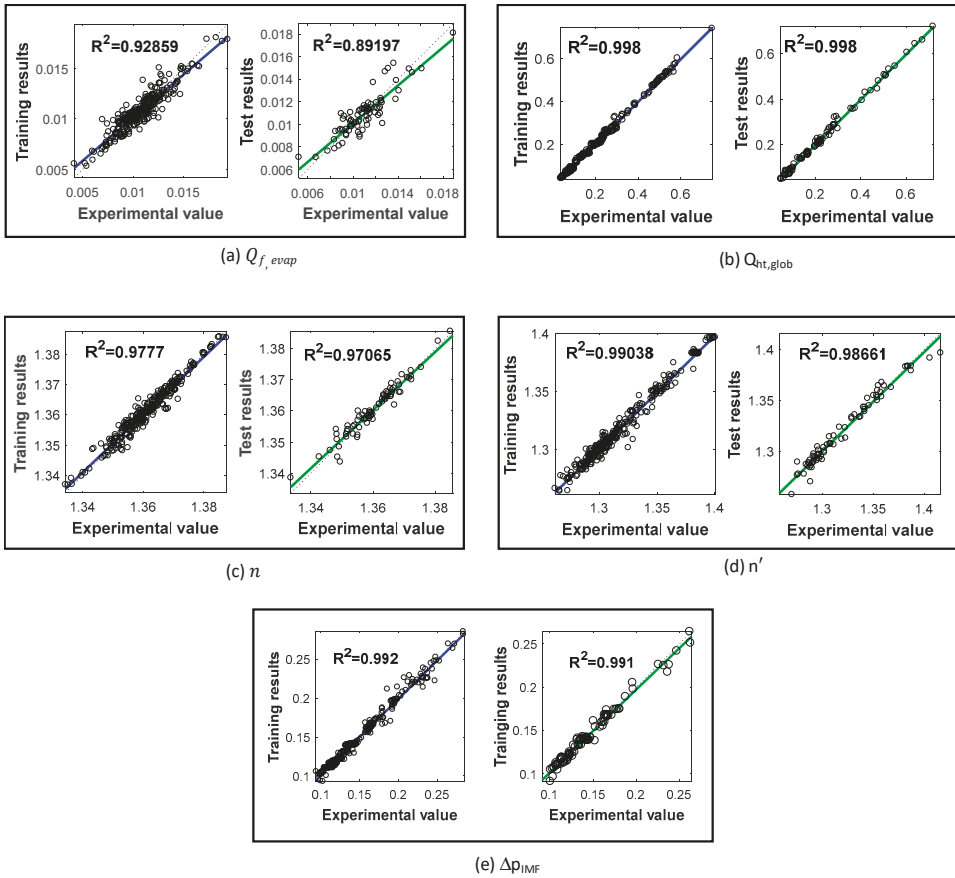 R²=0.92859
Training results
0.015
0.01
0.005
0.005
0.01
0.015
Experimental value
R²=0.89197
Test results
0.018
0.016
0.014
0.012
0.01
0.008
0.006
0.006
0.01
0.014
0.018
Experimental value
(a) Q_{f, evap}
R²=0.998
Training results
0.6
0.4
0.2
0.2
0.4
0.6
Experimental value
R²=0.998
Test results
0.6
0.4
0.2
0.2
0.4
0.6
Experimental value
(b) Q_{ht,glob}
R²=0.9777
Training results
1.38
1.37
1.36
1.35
1.34
1.34
1.36
1.38
Experimental value
R²=0.97065
Test results
1.38
1.37
1.36
1.35
1.34
1.34
1.35
1.36
1.37
1.38
Experimental value
(c) n
R²=0.99038
Training results
1.4
1.35
1.3
1.3
1.35
1.4
Experimental value
R²=0.98661
Test results
1.4
1.35
1.3
1.3
1.35
1.4
Experimental value
(d) n′
R²=0.992
Training results
0.25
0.2
0.15
0.1
0.1
0.15
0.2
0.25
Experimental value
R²=0.991
Trainging results
0.25
0.2
0.15
0.1
0.1
0.15
0.2
0.25
Experimental value
(e) Δp_{IMF}